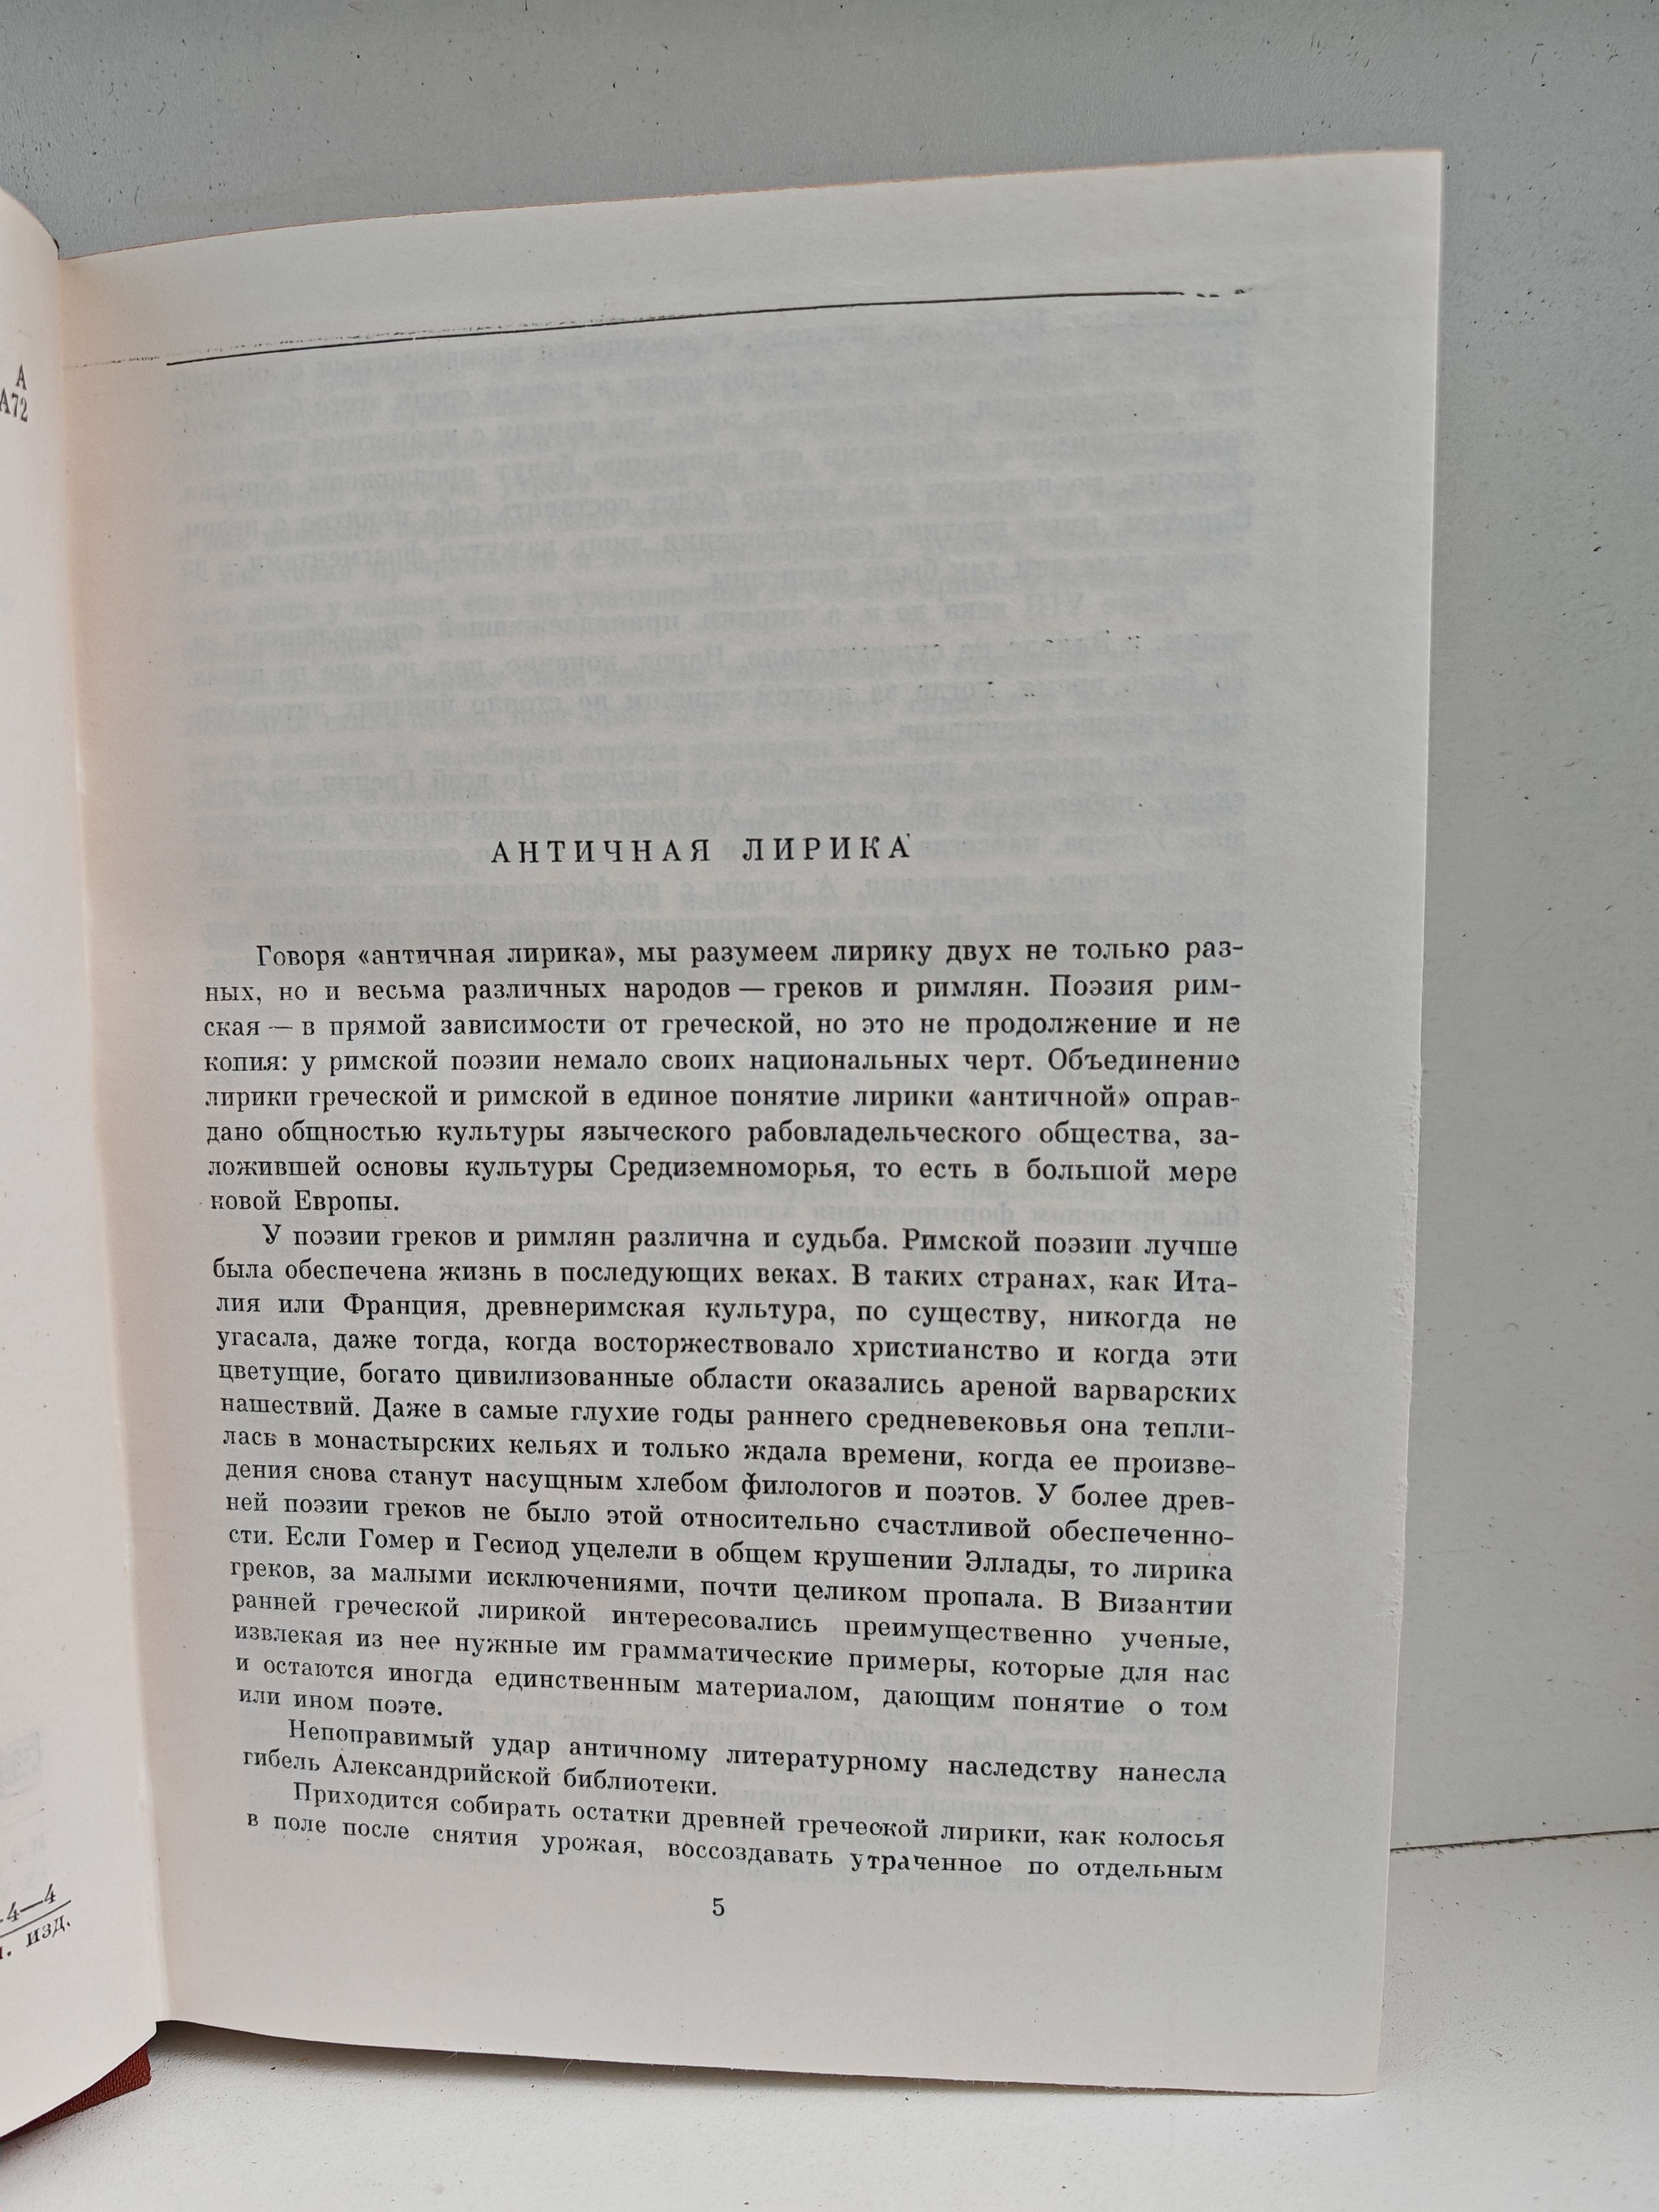 А
А72
4—4
изд.
АНТИЧНАЯ ЛИРИКА
Говоря «античная лирика», мы разумеем лирику двух не только раз-
ных, но и весьма различных народов — греков и римлян. Поэзия рим-
ская — в прямой зависимости от греческой, но это не продолжение и не
копия: у римской поэзии немало своих национальных черт. Объединение
лирики греческой и римской в единое понятие лирики «античной» оправ-
дано общностью культуры языческого рабовладельческого общества, за-
ложившей основы культуры Средиземноморья, то есть в большой мере
новой Европы.
У поэзии греков и римлян различна и судьба. Римской поэзии лучше
была обеспечена жизнь в последующих веках. В таких странах, как Ита-
лия или Франция, древнеримская культура, по существу, никогда не
угасала, даже тогда, когда восторжествовало христианство и когда эти
цветущие, богато цивилизованные области оказались ареной варварских
нашествий. Даже в самые глухие годы раннего средневековья она тепли-
лась в монастырских кельях и только ждала времени, когда ее произве-
дения снова станут насущным хлебом филологов и поэтов. У более древ-
ней поэзии греков не было этой относительно счастливой обеспеченно-
сти. Если Гомер и Гесиод уцелели в общем крушении Эллады, то лирика
греков, за малыми исключениями, почти целиком пропала. В Византии
ранней греческой лирикой интересовались преимущественно ученые,
извлекая из нее нужные им грамматические примеры, которые для нас
и остаются иногда единственным материалом, дающим понятие о том
или ином поэте.
Непоправимый удар античному литературному наследству нанесла
гибель Александрийской библиотеки.
Приходится собирать остатки древней греческой лирики, как колосья
в поле после снятия урожая, воссоздавать утраченное по отдельным
5